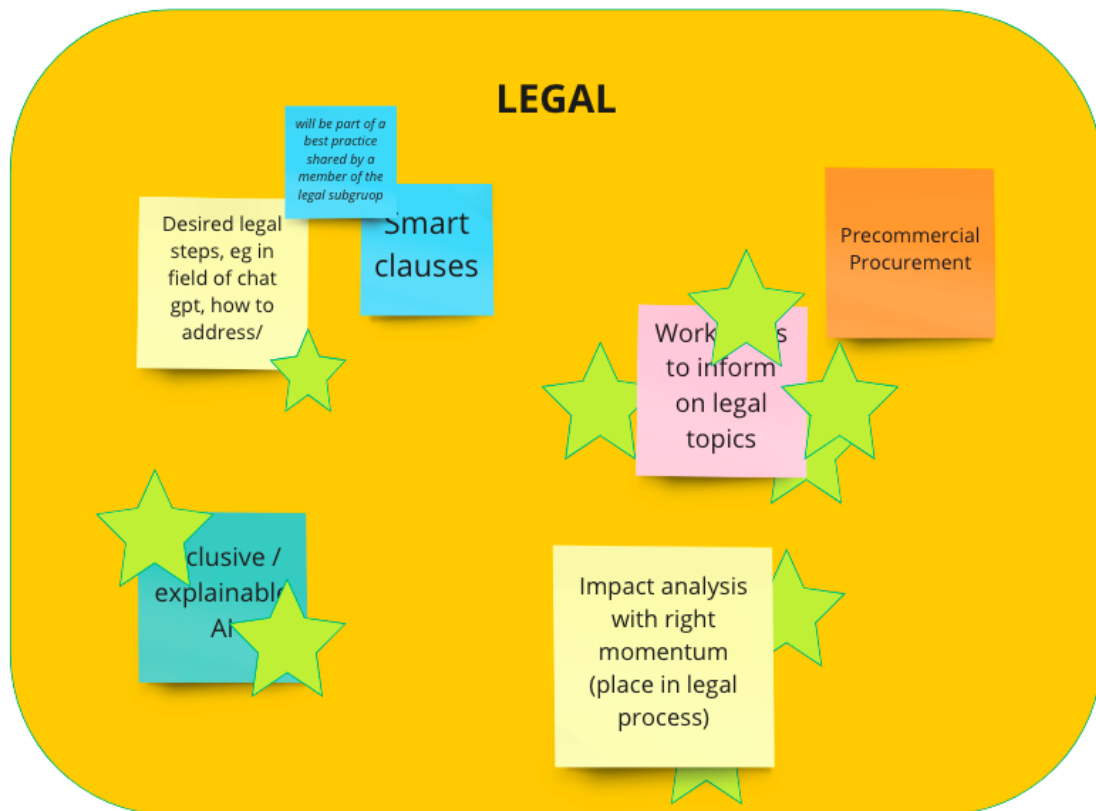 LEGAL
will be part of a
best practice
shared by a
member of the
legal subgruop
Smart
clauses
Desired legal
steps, eg in
field of chat
gpt, how to
address/
Precommercial
Procurement
to inform
on legal
topics
explainable
AI
Impact analysis
with right
momentum
(place in legal
process)